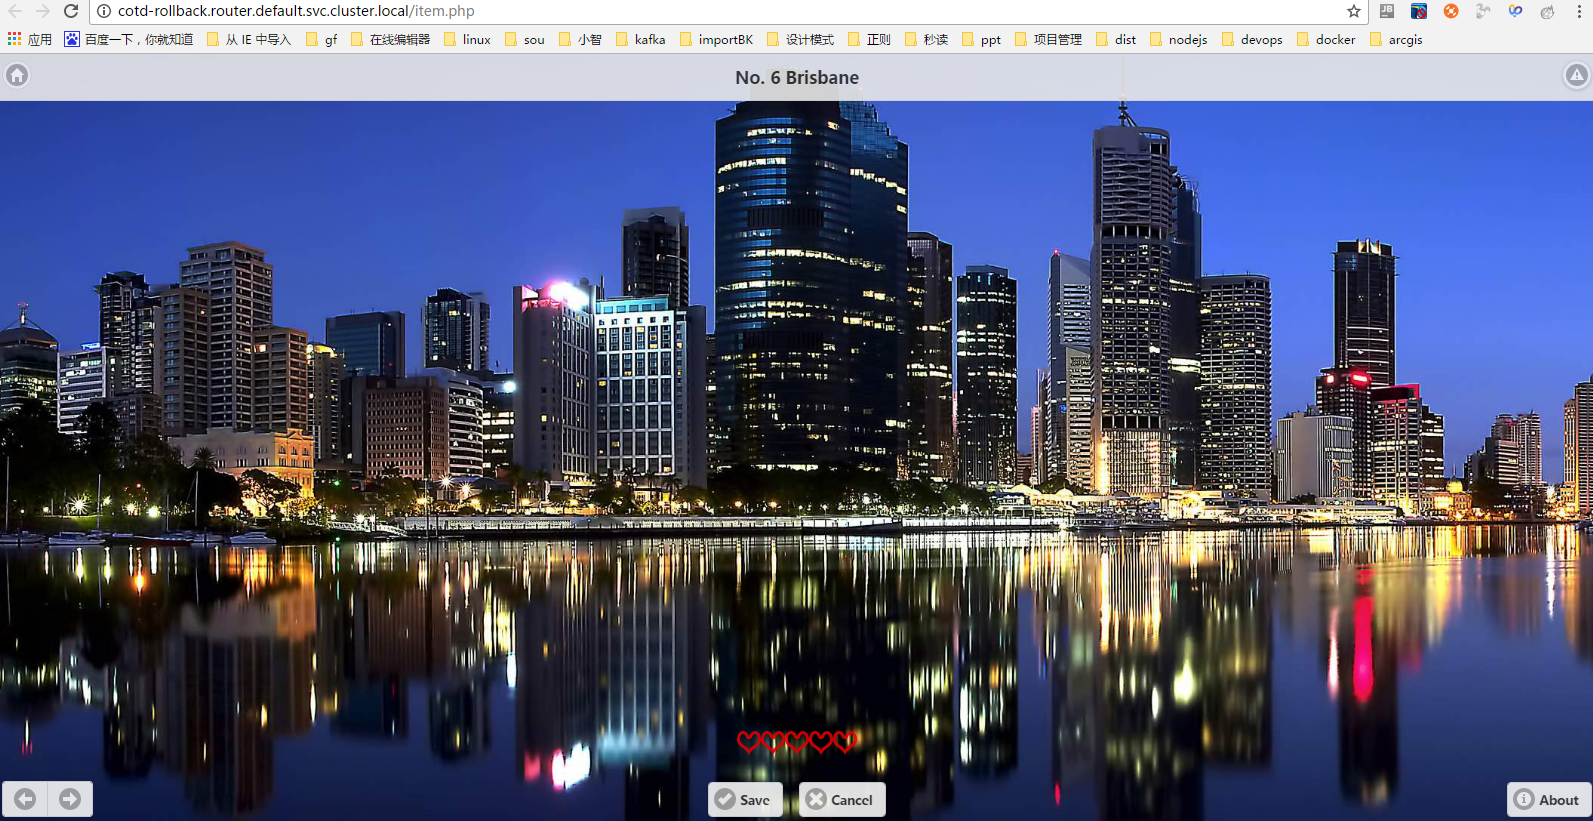 cotd-rollback.router.default.svc.cluster.local/item.php
应用 百度一下，你就知道 从 IE 中导入 gf 在线编辑器 linux sou 小智 kafka importBK 设计模式 正则 秒读 ppt 项目管理 dist nodejs devops docker arcgis
No. 6 Brisbane
Save Cancel About